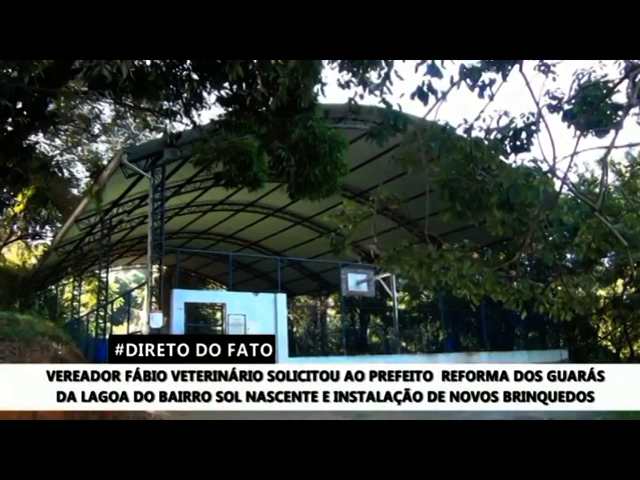 #DIRETO DO FATO
VEREADOR FÁBIO VETERINÁRIO SOLICITOU AO PREFEITO REFORMA DOS GUARÁS
DA LAGOA DO BAIRRO SOL NASCENTE E INSTALAÇÃO DE NOVOS BRINQUEDOS